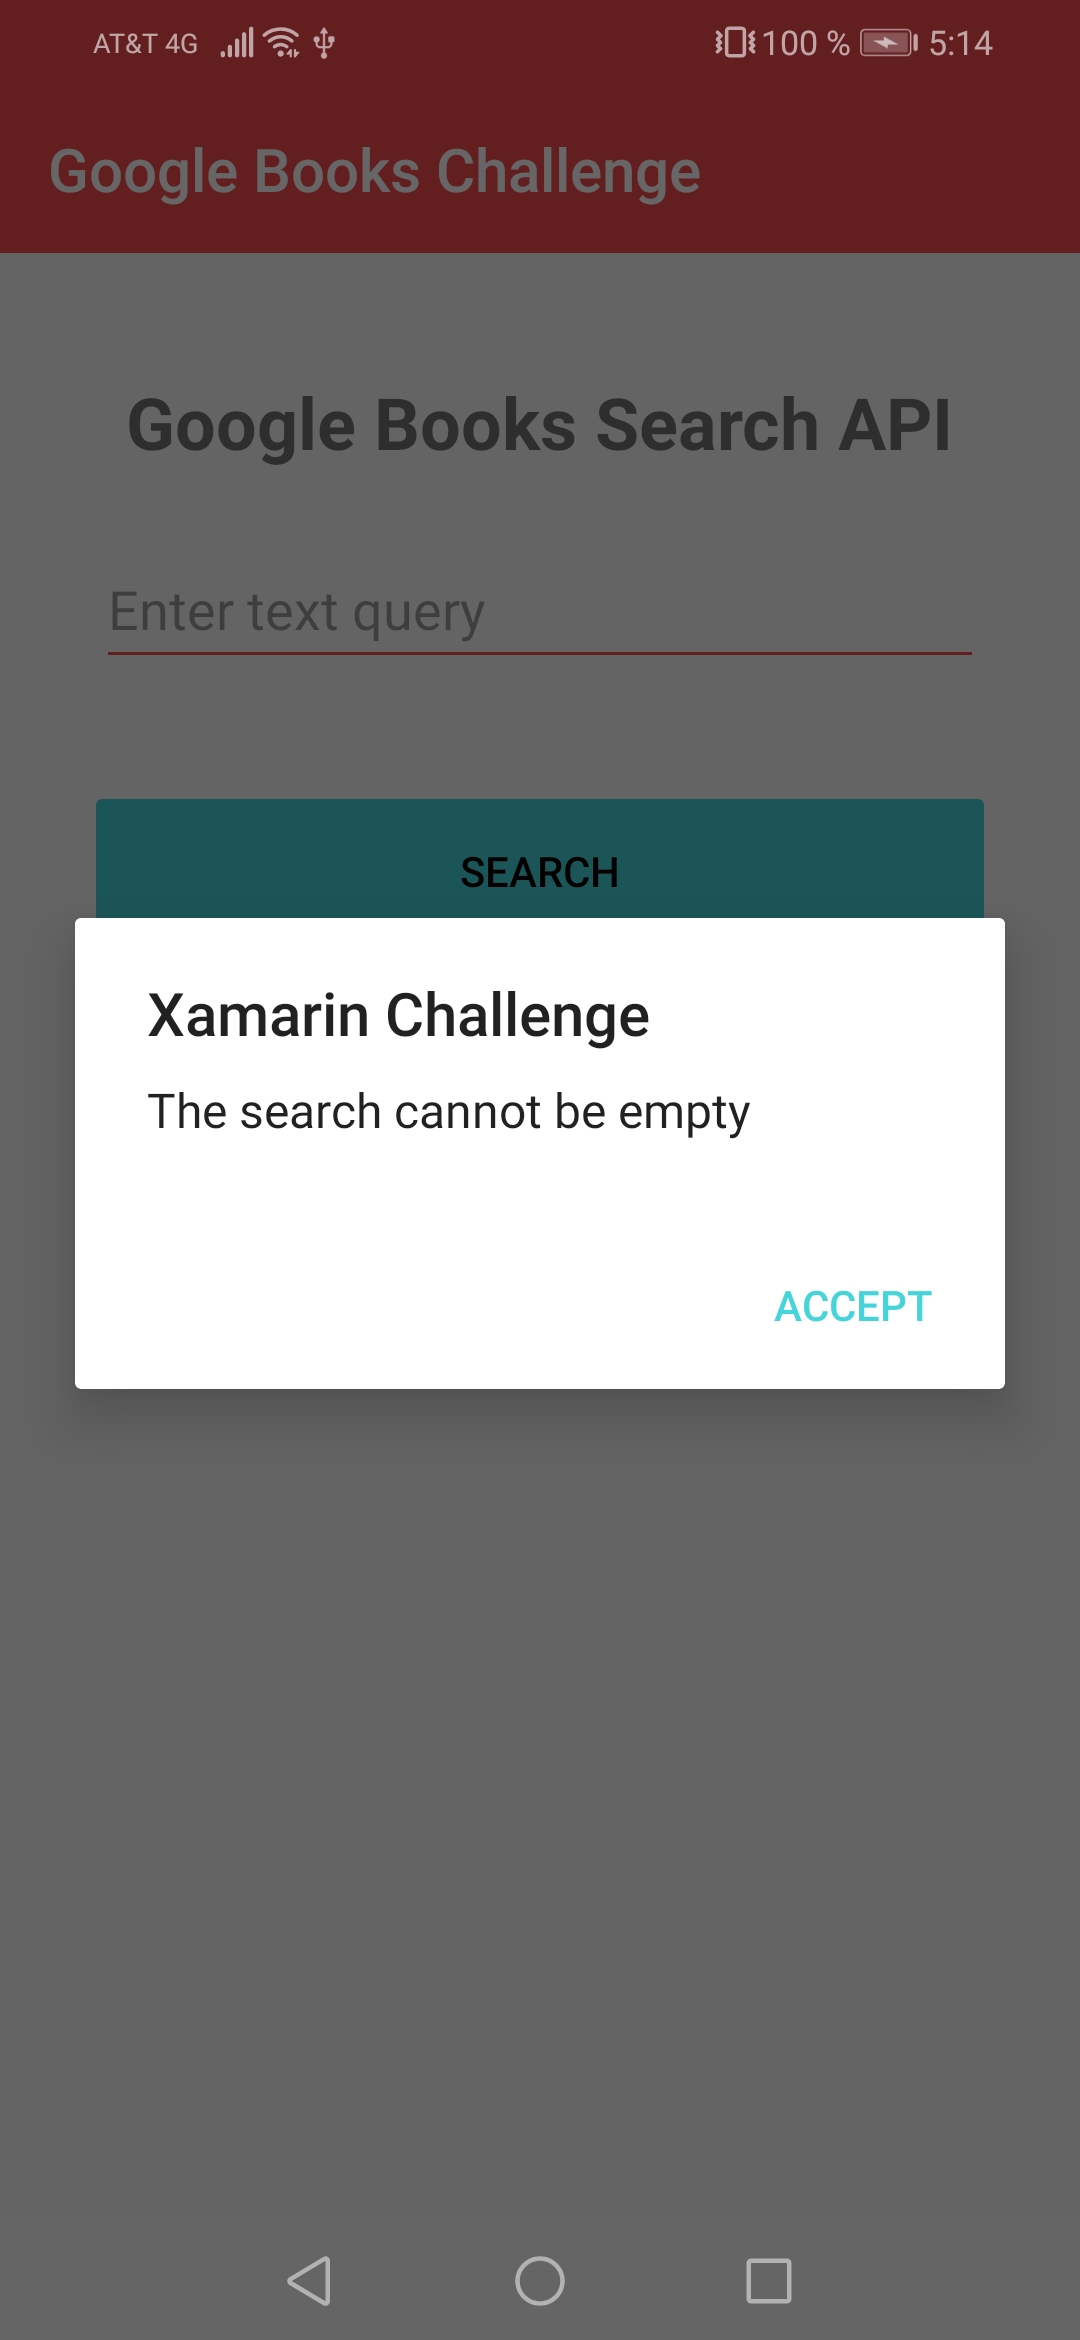 AT&T 4G 100 % 5:14
Google Books Challenge
Google Books Search API
Enter text query
SEARCH
Xamarin Challenge
The search cannot be empty
ACCEPT